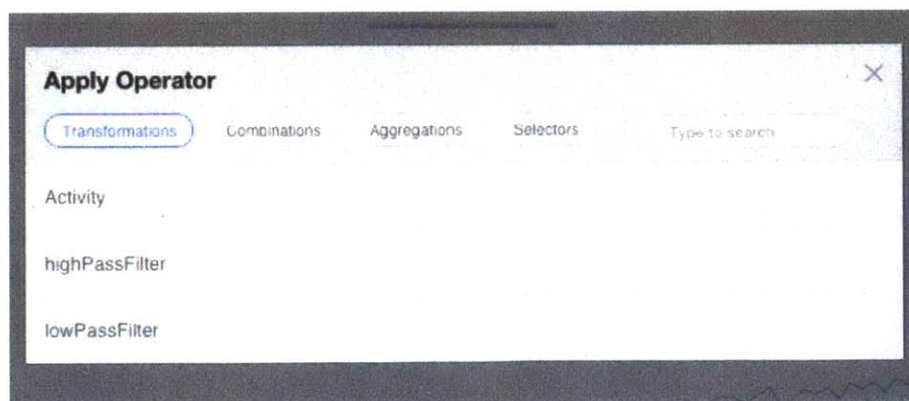 Apply Operator
Transformations Combinations Aggregations Selectors Type to search
Activity
highPassFilter
lowPassFilter